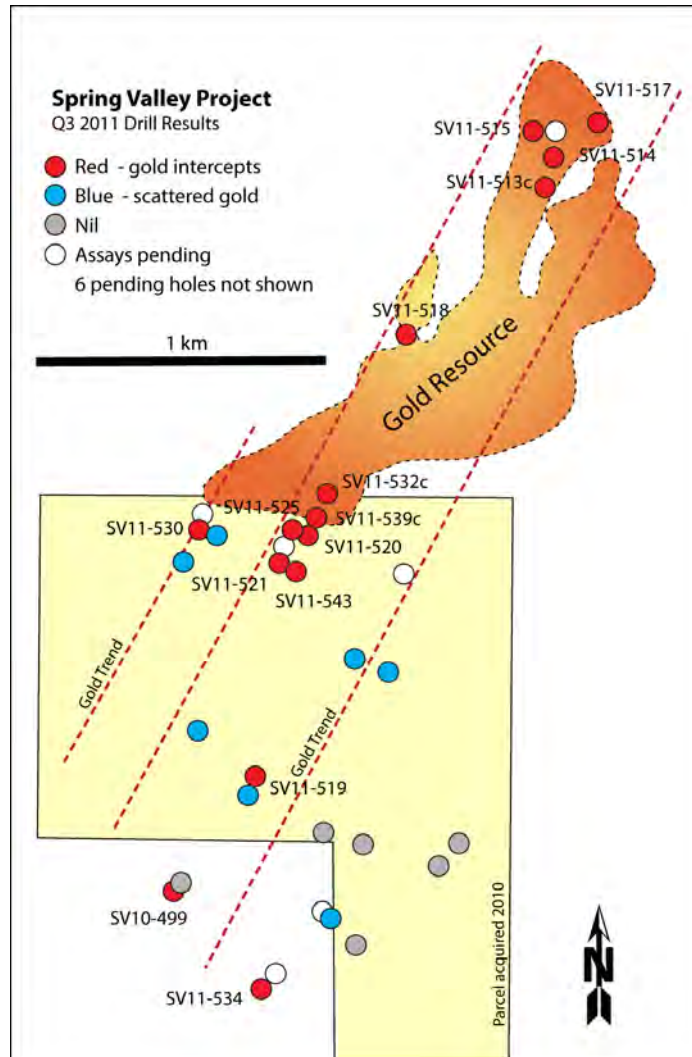 Spring Valley Project
Q3 2011 Drill Results
Red - gold intercepts
Blue - scattered gold
Nil
Assays pending
6 pending holes not shown
1 km
SV11-517
SV11-515
SV11-514
SV11-513c
SV11-518
Gold Resource
SV11-532c
SV11-525
SV11-539c
SV11-530
SV11-520
SV11-521
SV11-543
Gold Trend
Gold Trend
SV11-519
SV10-499
SV11-534
Parcel acquired 2010
N